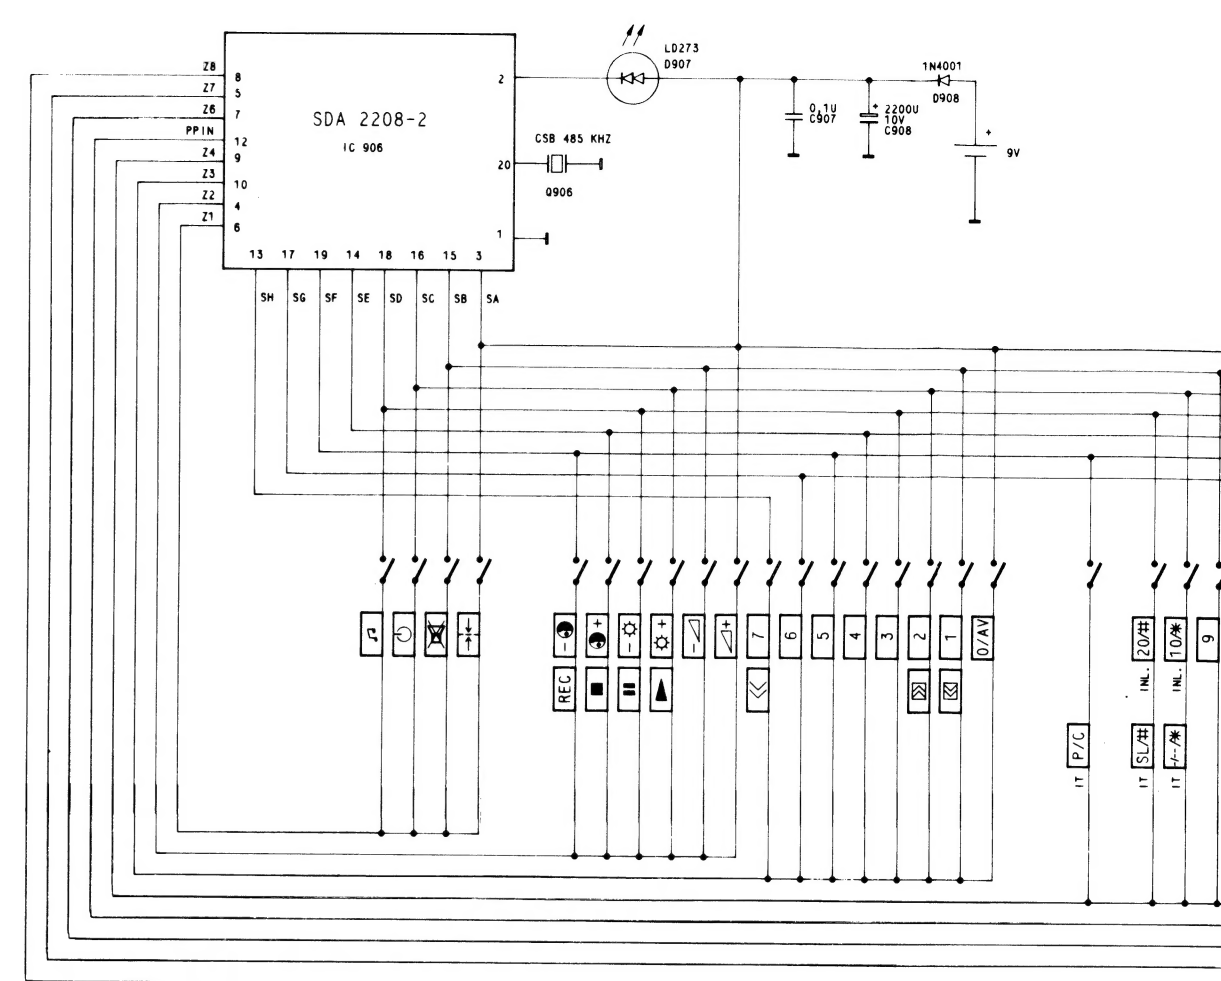 LD273
D907
1N4001
D908
0,1U
C907
+
2200U
10V
C908
+
9V
SDA 2208-2
IC 906
CSB 485 KHZ
Q906
Z8
8
Z7
5
Z6
7
PPIN
12
Z4
9
Z3
10
Z2
4
Z1
6
2
20
1
13 17 19 14 18 16 15 3
SH SG SF SE SD SC SB SA
-
+
-
+
-
+
7
6
5
4
3
2
1
0/AV
INL. 20/#
INL. 10/*
9
REC
IT P/C
IT SL/#
IT -/--/*